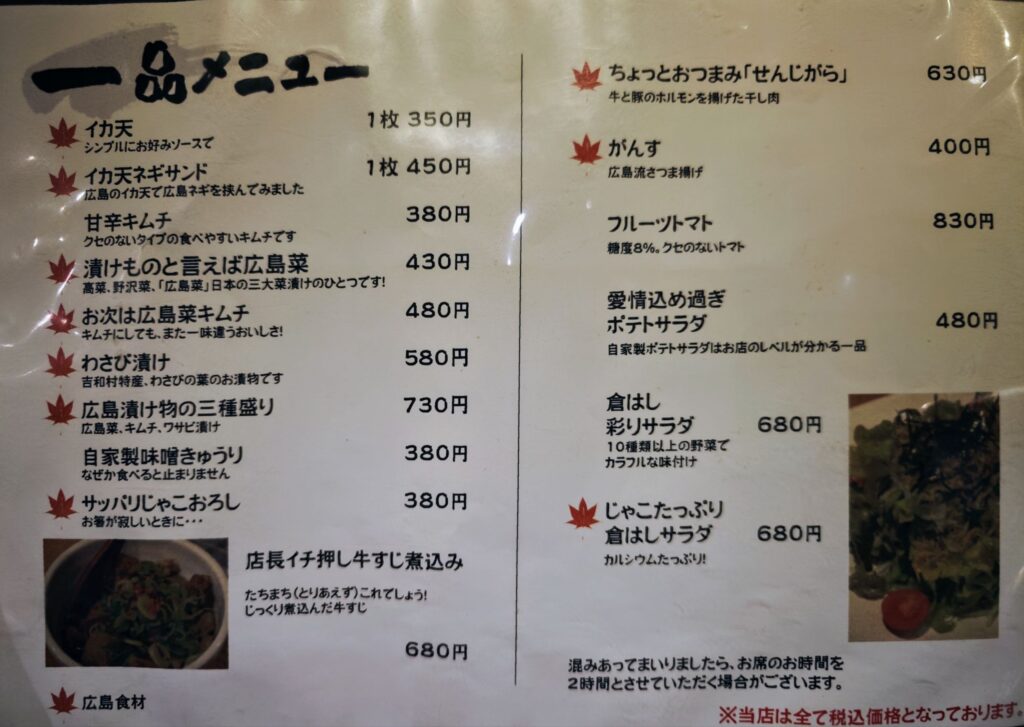 一品メニュー
イカ天 1枚 350円
シンプルにお好みソースで
イカ天ネギサンド 1枚 450円
広島のイカ天で広島ネギを挟んでみました
甘辛キムチ 380円
クセのないタイプの食べやすいキムチです
漬けものと言えば広島菜 430円
高菜、野沢菜、「広島菜」日本の三大菜漬けのひとつです!
お次は広島菜キムチ 480円
キムチにしても、また一味違うおいしさ!
わさび漬け 580円
吉和村特産、わさびの葉のお漬物です
広島漬け物の三種盛り 730円
広島菜、キムチ、ワサビ漬け
自家製味噌きゅうり 380円
なぜか食べると止まりません
サッパリじゃこおろし 380円
お箸が寂しいときに・・・
店長イチ押し牛すじ煮込み
たちまち(とりあえず)これでしょう!
じっくり煮込んだ牛すじ
680円
広島食材
ちょっとおつまみ「せんじがら」 630円
牛と豚のホルモンを揚げた干し肉
がんす 400円
広島流さつま揚げ
フルーツトマト 830円
糖度8%。クセのないトマト
愛情込め過ぎ
ポテトサラダ 480円
自家製ポテトサラダはお店のレベルが分かる一品
倉はし
彩りサラダ 680円
10種類以上の野菜で
カラフルな味付け
じゃこたっぷり
倉はしサラダ 680円
カルシウムたっぷり!
混みあってまいりましたら、お席のお時間を
2時間とさせていただく場合がございます。
※当店は全て税込価格となっております。